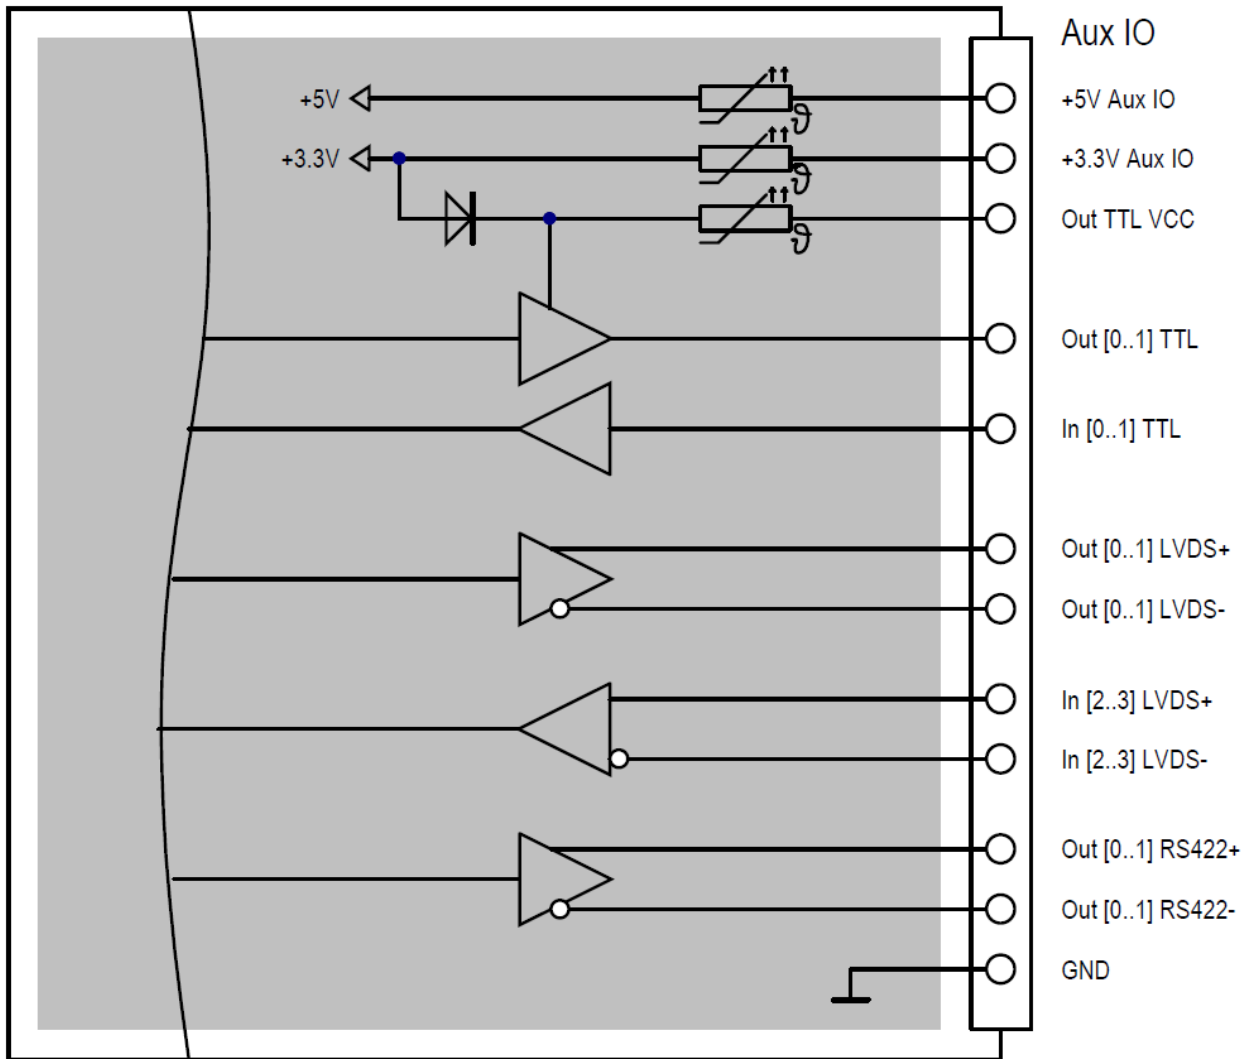 Aux IO
+5V
+5V Aux IO
+3.3V
+3.3V Aux IO
Out TTL VCC
Out [0..1] TTL
In [0..1] TTL
Out [0..1] LVDS+
Out [0..1] LVDS-
In [2..3] LVDS+
In [2..3] LVDS-
Out [0..1] RS422+
Out [0..1] RS422-
GND